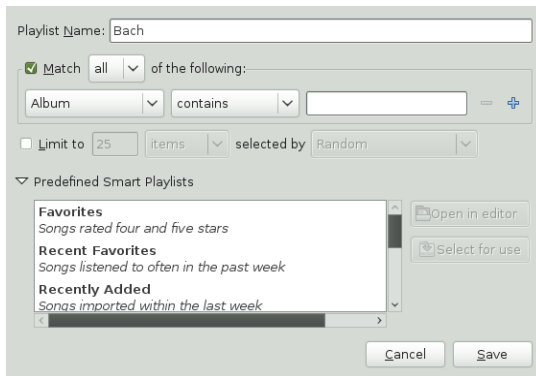 Playlist Name: Bach
Match all of the following:
Album contains
Limit to 25 items selected by Random
Predefined Smart Playlists
Favorites
Songs rated four and five stars
Recent Favorites
Songs listened to often in the past week
Recently Added
Songs imported within the last week
Open in editor
Select for use
Cancel Save